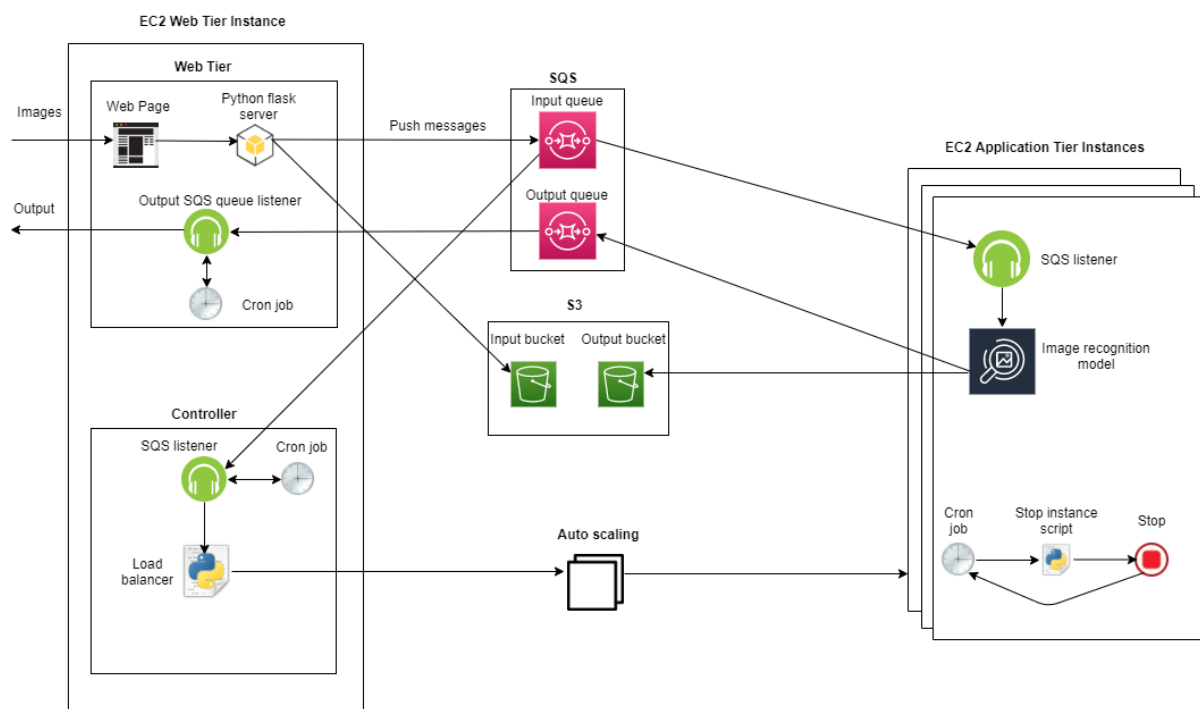 EC2 Web Tier Instance
Web Tier
Images
Web Page
Python flask
server
Push messages
SQS
Input queue
EC2 Application Tier Instances
Output
Output SQS queue listener
Output queue
SQS listener
Cron job
S3
Input bucket
Output bucket
Image recognition
model
Controller
SQS listener
Cron job
Load
balancer
Auto scaling
Cron
job
Stop instance
script
Stop